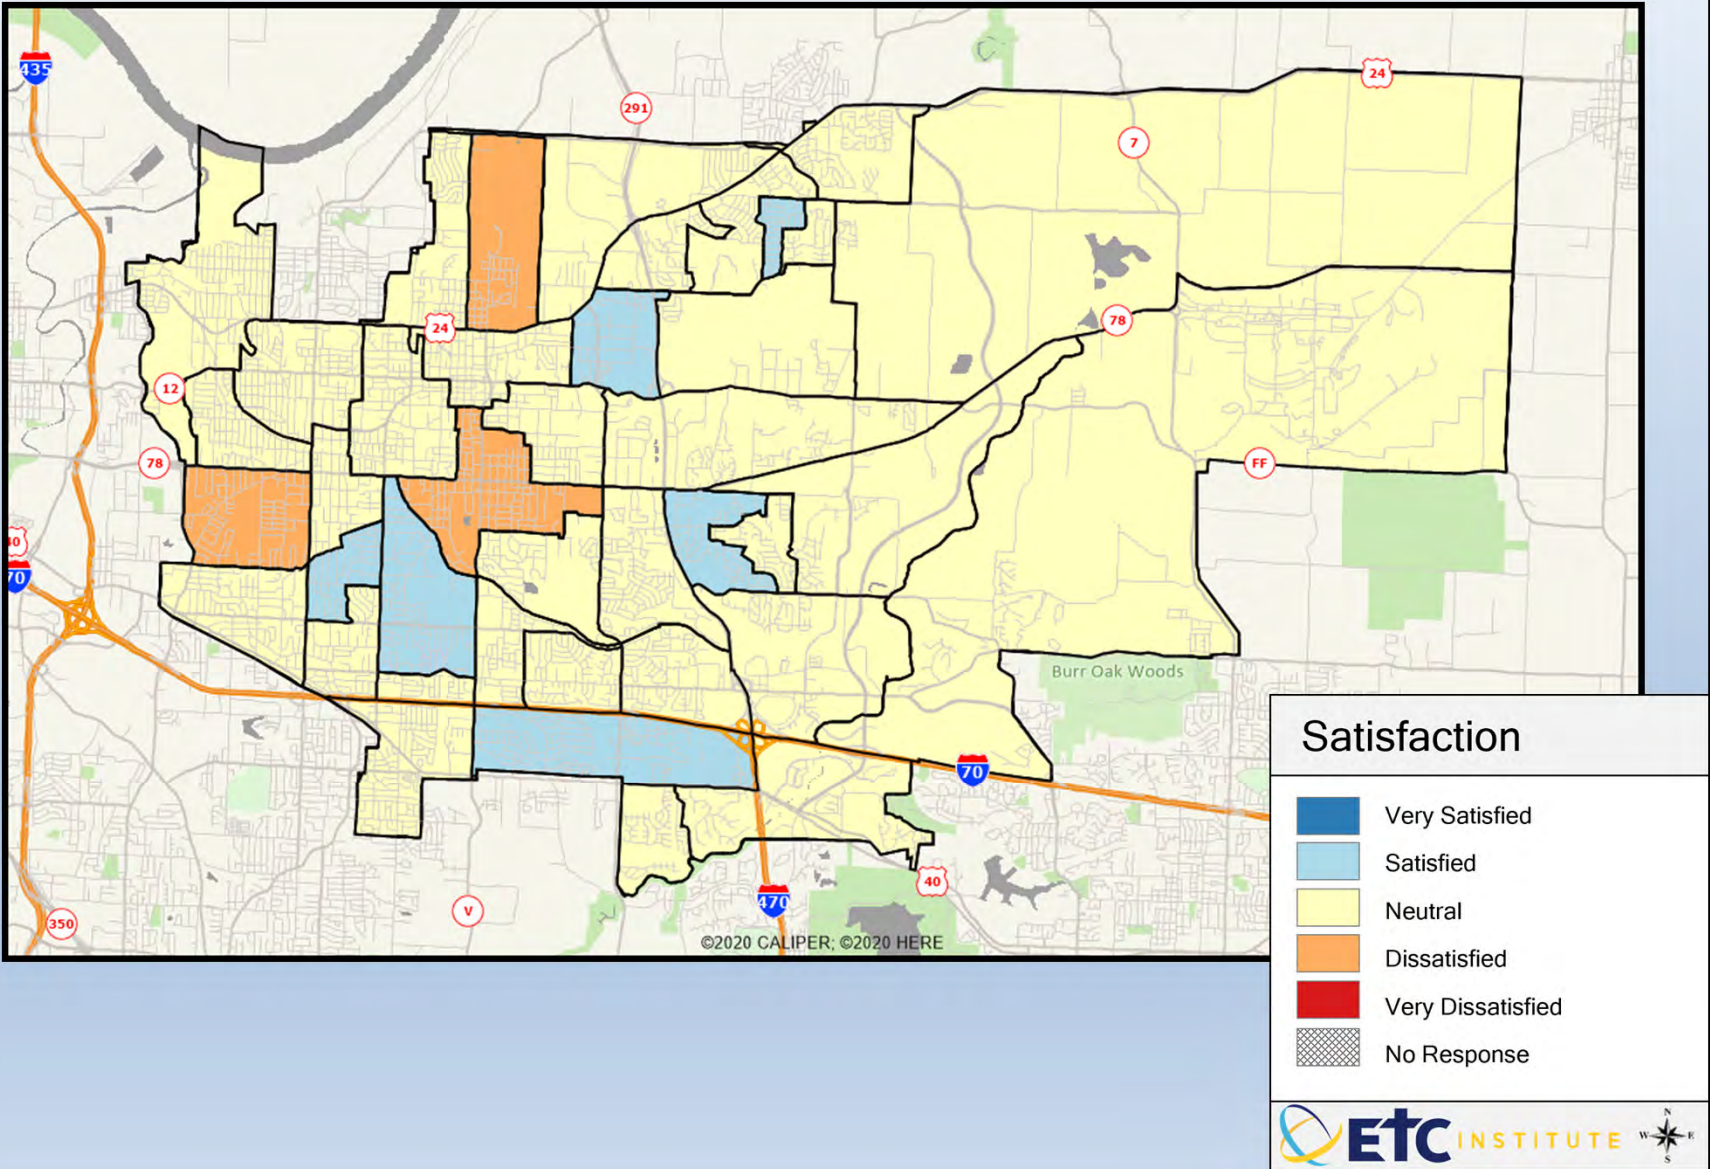 435
24
291
7
24
78
12
78
FF
40
70
Burr Oak Woods
70
40
350
V
470
©2020 CALIPER; ©2020 HERE
Satisfaction
Very Satisfied
Satisfied
Neutral
Dissatisfied
Very Dissatisfied
No Response
ETC INSTITUTE
N
W E
S